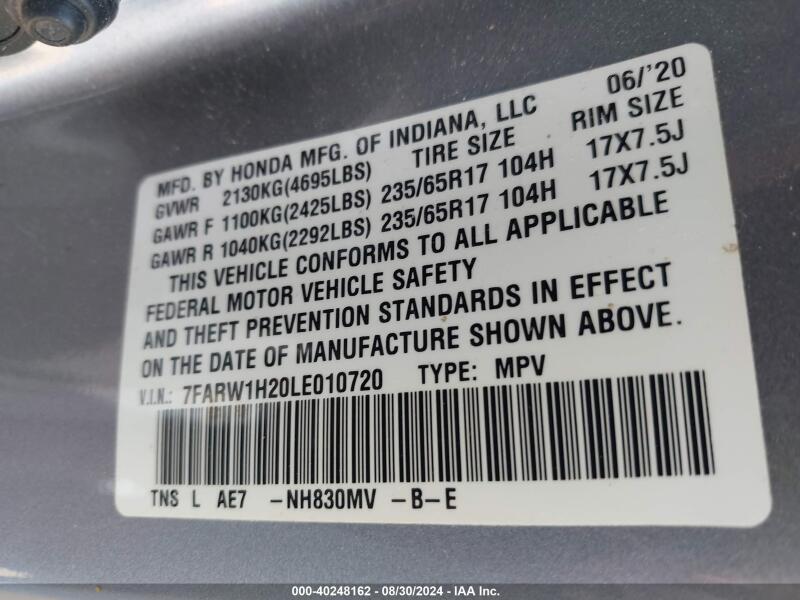 06/'20
MFD. BY HONDA MFG. OF INDIANA, LLC
GVWR 2130KG(4695LBS) TIRE SIZE RIM SIZE
GAWR F 1100KG(2425LBS) 235/65R17 104H 17X7.5J
GAWR R 1040KG(2292LBS) 235/65R17 104H 17X7.5J
THIS VEHICLE CONFORMS TO ALL APPLICABLE
FEDERAL MOTOR VEHICLE SAFETY
AND THEFT PREVENTION STANDARDS IN EFFECT
ON THE DATE OF MANUFACTURE SHOWN ABOVE.
V.I.N.: 7FARW1H20LE010720 TYPE: MPV
TNS L AE7 -NH830MV -B-E
000-40248162 - 08/30/2024 - IAA Inc.